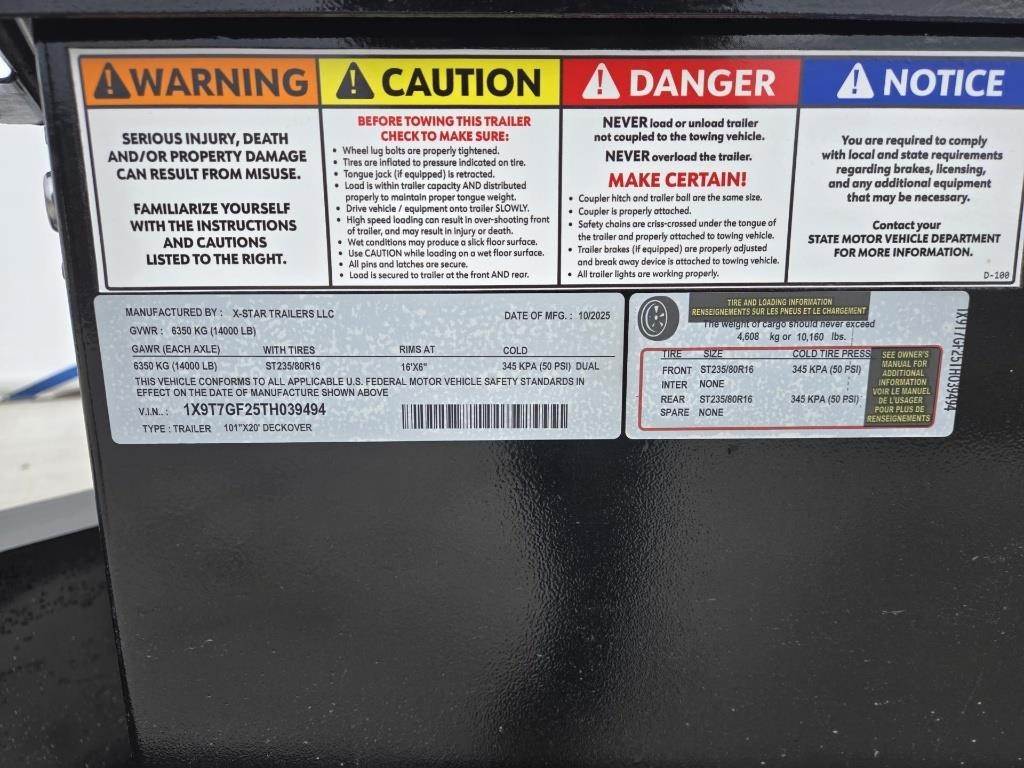 WARNING
SERIOUS INJURY, DEATH
AND/OR PROPERTY DAMAGE
CAN RESULT FROM MISUSE.
FAMILIARIZE YOURSELF
WITH THE INSTRUCTIONS
AND CAUTIONS
LISTED TO THE RIGHT.
CAUTION
BEFORE TOWING THIS TRAILER
CHECK TO MAKE SURE:
• Wheel lug bolts are properly tightened.
• Tires are inflated to pressure indicated on tire.
• Tongue jack (if equipped) is retracted.
• Load is within trailer capacity AND distributed
properly to maintain proper tongue weight.
• Drive vehicle / equipment onto trailer SLOWLY.
• High speed loading can result in over-shooting front
of trailer, and may result in injury or death.
• Wet conditions may produce a slick floor surface.
• Use CAUTION while loading on a wet floor surface.
• All pins and latches are secure.
• Load is secured to trailer at the front AND rear.
DANGER
NEVER load or unload trailer
not coupled to the towing vehicle.
NEVER overload the trailer.
MAKE CERTAIN!
• Coupler hitch and trailer ball are the same size.
• Coupler is properly attached.
• Safety chains are criss-crossed under the tongue of
the trailer and properly attached to towing vehicle.
• Trailer brakes (if equipped) are properly adjusted
and break away device is attached to towing vehicle.
• All trailer lights are working properly.
NOTICE
You are required to comply
with local and state requirements
regarding brakes, licensing,
and any additional equipment
that may be necessary.
Contact your
STATE MOTOR VEHICLE DEPARTMENT
FOR MORE INFORMATION.
D-100
MANUFACTURED BY : X-STAR TRAILERS LLC DATE OF MFG. : 10/2025
GVWR : 6350 KG (14000 LB)
GAWR (EACH AXLE) WITH TIRES RIMS AT COLD
6350 KG (14000 LB) ST235/80R16 16"X6" 345 KPA (50 PSI) DUAL
THIS VEHICLE CONFORMS TO ALL APPLICABLE U.S. FEDERAL MOTOR VEHICLE SAFETY STANDARDS IN
EFFECT ON THE DATE OF MANUFACTURE SHOWN ABOVE
V.I.N. : 1X9T7GF25TH039494
TYPE : TRAILER 101"X20' DECKOVER
TIRE AND LOADING INFORMATION
RENSEIGNEMENTS SUR LES PNEUS ET LE CHARGEMENT
The weight of cargo should never exceed
4,608 kg or 10,160 lbs.
TIRE SIZE COLD TIRE PRESS
FRONT ST235/80R16 345 KPA (50 PSI)
INTER NONE
REAR ST235/80R16 345 KPA (50 PSI)
SPARE NONE
SEE OWNER'S
MANUAL FOR
ADDITIONAL
INFORMATION
VOIR LE MANUEL
DE L'USAGER
POUR PLUS DE
RENSEIGNEMENTS
1X9T7GF25TH039494